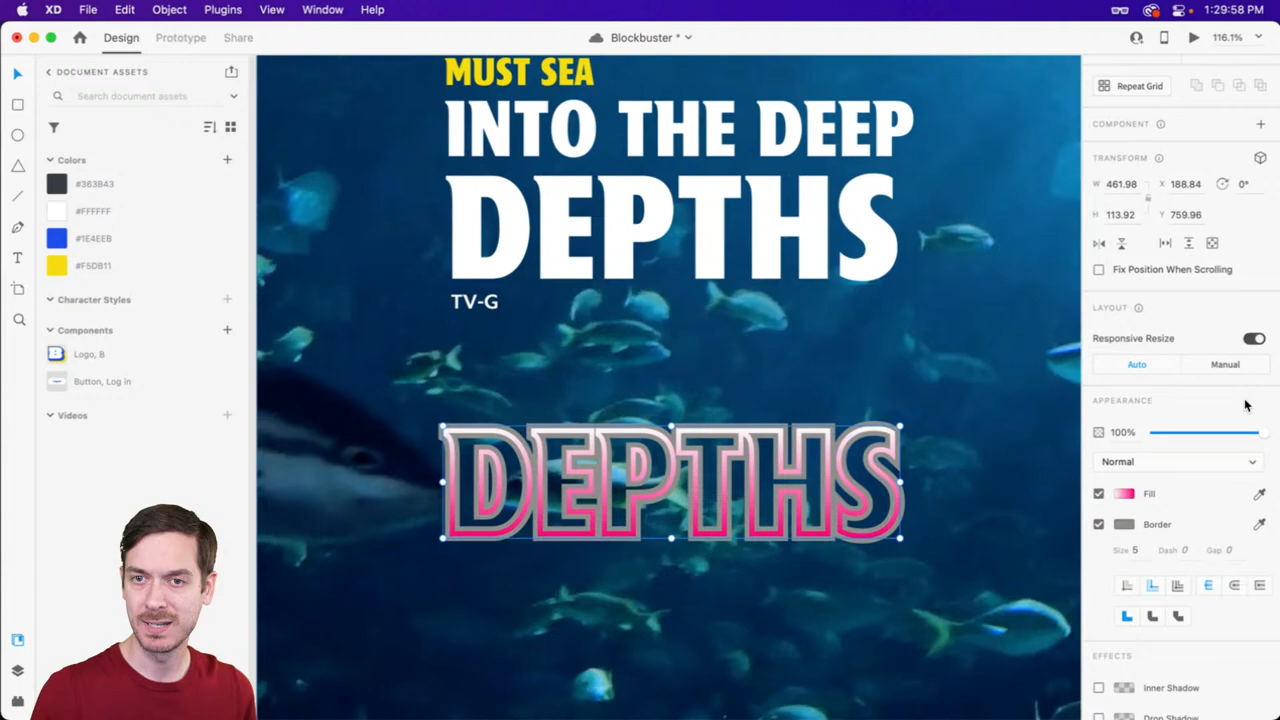 XD File Edit Object Plugins View Window Help 1:29:58 PM
Design Prototype Share Blockbuster * 116.1%
DOCUMENT ASSETS
Search document assets
Colors
#363B43
#FFFFFF
#1E4EEB
#F5DB11
Character Styles
Components
Logo, B
Button, Log in
Videos
MUST SEA
INTO THE DEEP
DEPTHS
TV-G
DEPTHS
Repeat Grid
COMPONENT
TRANSFORM
W 461.98 X 188.84 0°
H 113.92 Y 759.96
Fix Position When Scrolling
LAYOUT
Responsive Resize
Auto Manual
APPEARANCE
100%
Normal
Fill
Border
Size 5 Dash 0 Gap 0
EFFECTS
Inner Shadow
Drop Shadow